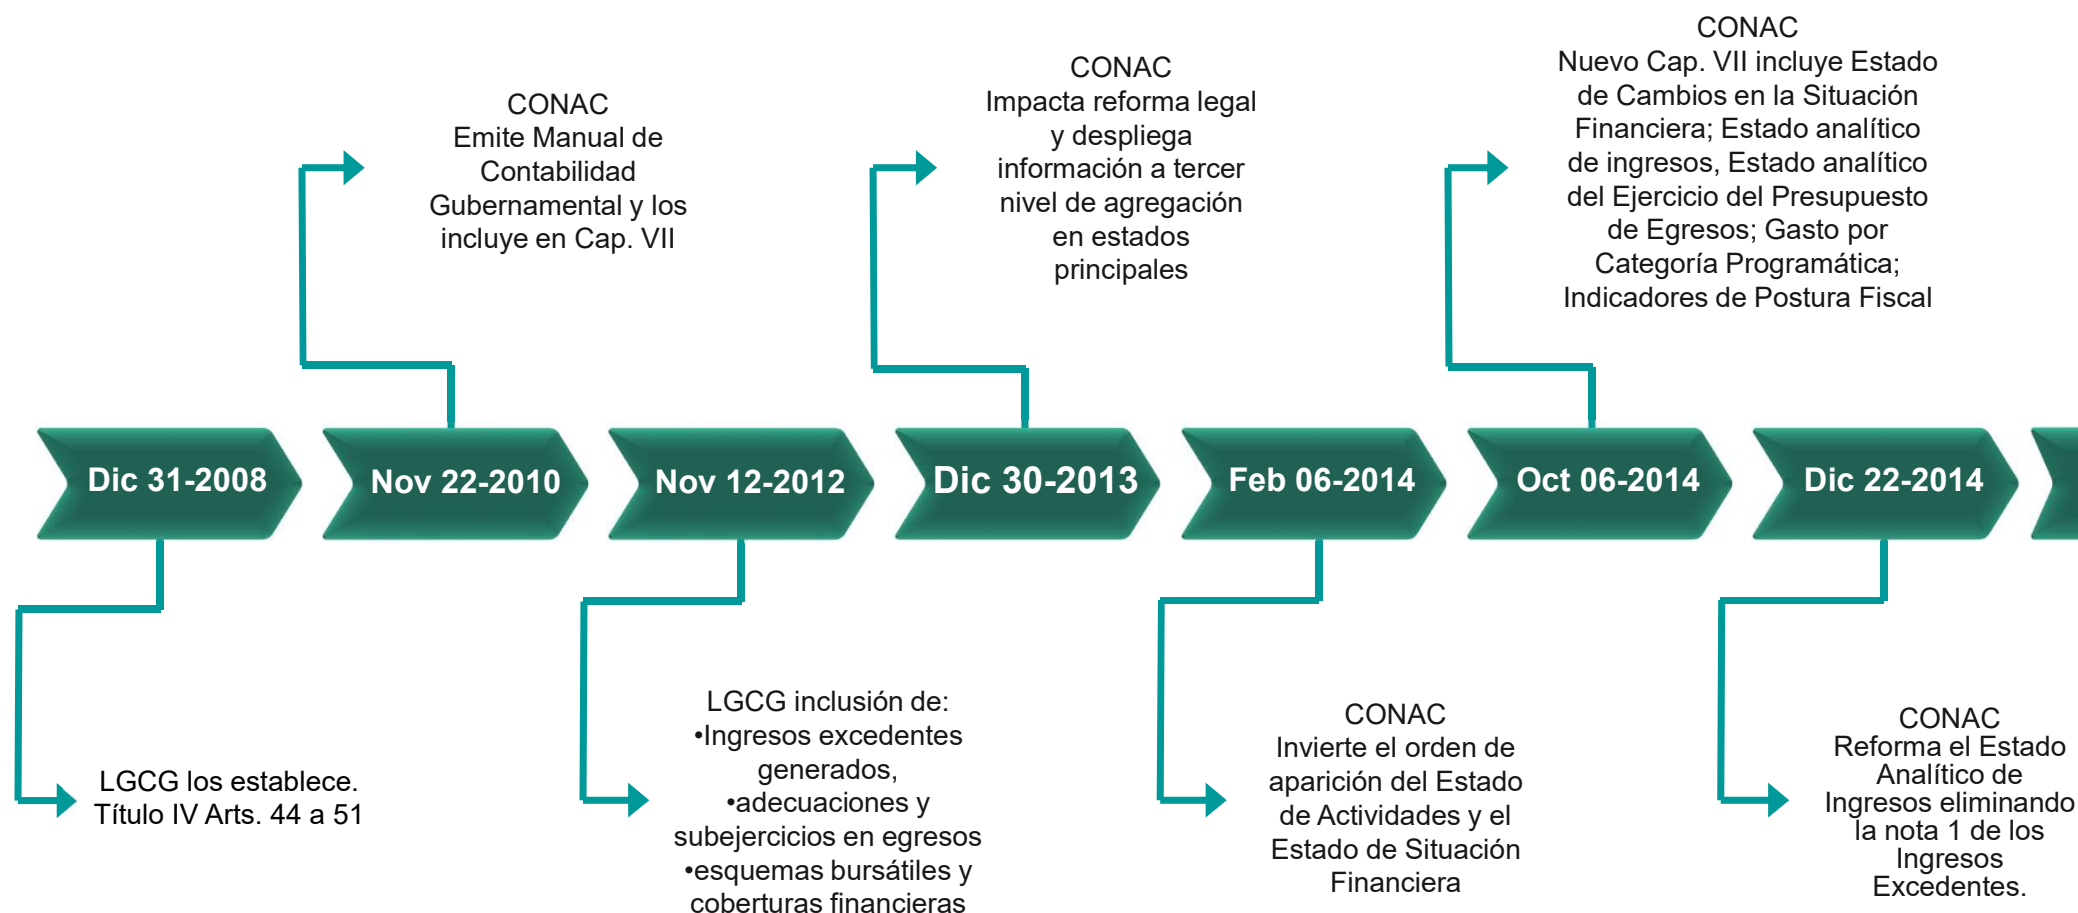 CONAC
Emite Manual de
Contabilidad
Gubernamental y los
incluye en Cap. VII
CONAC
Impacta reforma legal
y despliega
información a tercer
nivel de agregación
en estados
principales
CONAC
Nuevo Cap. VII incluye Estado
de Cambios en la Situación
Financiera; Estado analítico
de ingresos, Estado analítico
del Ejercicio del Presupuesto
de Egresos; Gasto por
Categoría Programática;
Indicadores de Postura Fiscal
Dic 31-2008
Nov 22-2010
Nov 12-2012
Dic 30-2013
Feb 06-2014
Oct 06-2014
Dic 22-2014
LGCG los establece.
Título IV Arts. 44 a 51
LGCG inclusión de:
•Ingresos excedentes
generados,
•adecuaciones y
subejercicios en egresos
•esquemas bursátiles y
coberturas financieras
CONAC
Invierte el orden de
aparición del Estado
de Actividades y el
Estado de Situación
Financiera
CONAC
Reforma el Estado
Analítico de
Ingresos eliminando
la nota 1 de los
Ingresos
Excedentes.